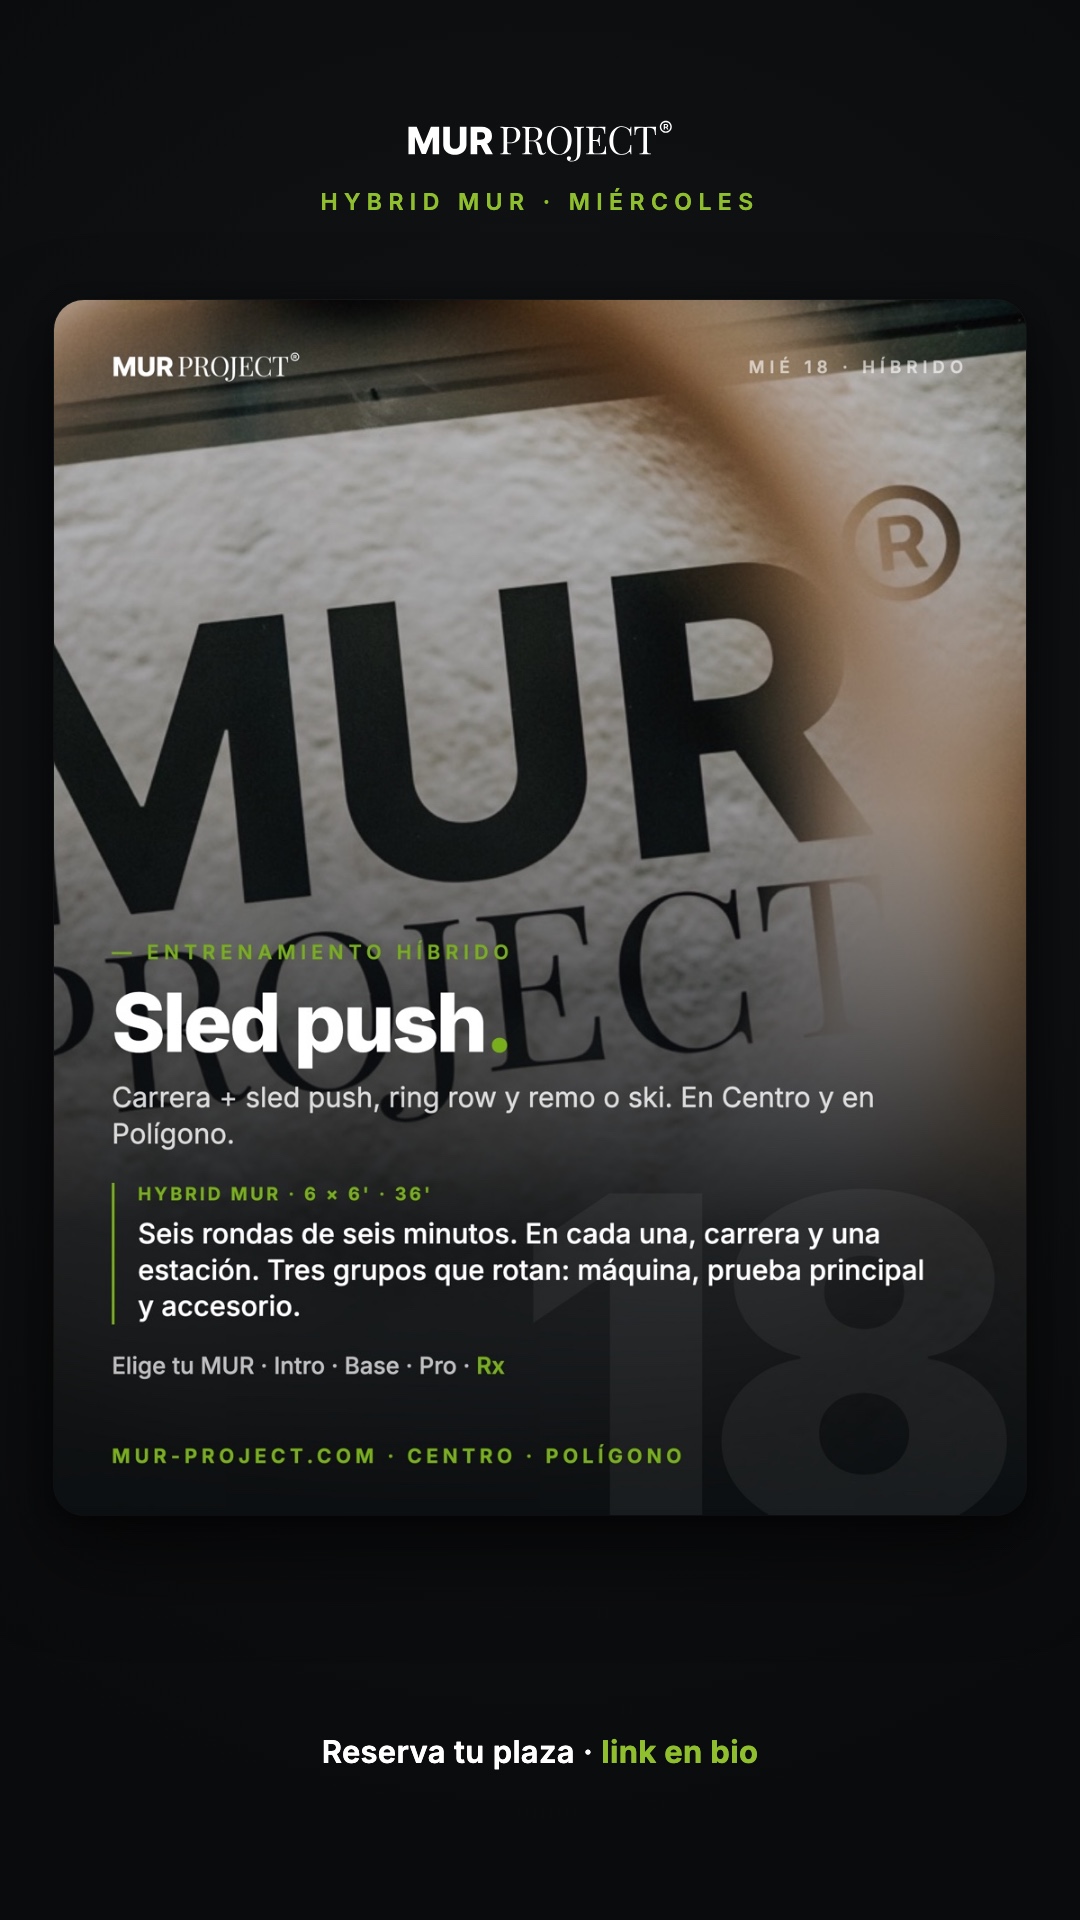 MUR PROJECT®
HYBRID MUR · MIÉRCOLES
MUR PROJECT®
MIÉ 18 · HÍBRIDO
MUR®
PROJECT
— ENTRENAMIENTO HÍBRIDO
Sled push.
Carrera + sled push, ring row y remo o ski. En Centro y en
Polígono.
HYBRID MUR · 6 × 6' · 36'
Seis rondas de seis minutos. En cada una, carrera y una
estación. Tres grupos que rotan: máquina, prueba principal
y accesorio.
18
Elige tu MUR · Intro · Base · Pro · Rx
MUR-PROJECT.COM · CENTRO · POLÍGONO
Reserva tu plaza · link en bio